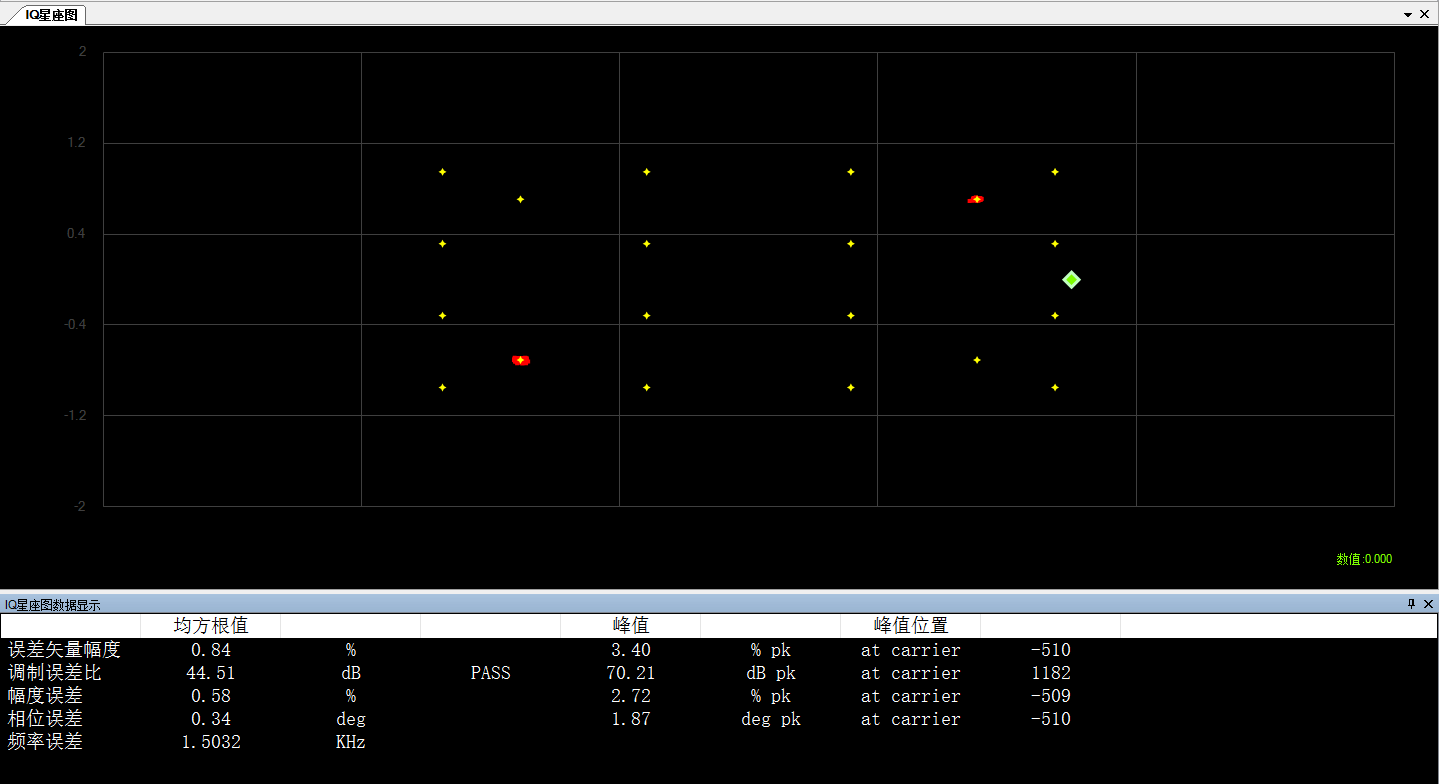 IQ星座图
2
1.2
0.4
-0.4
-1.2
-2
数值:0.000
IQ星座图数据显示
均方根值 峰值 峰值位置
误差矢量幅度 0.84 % 3.40 % pk at carrier -510
调制误差比 44.51 dB PASS 70.21 dB pk at carrier 1182
幅度误差 0.58 % 2.72 % pk at carrier -509
相位误差 0.34 deg 1.87 deg pk at carrier -510
频率误差 1.5032 KHz